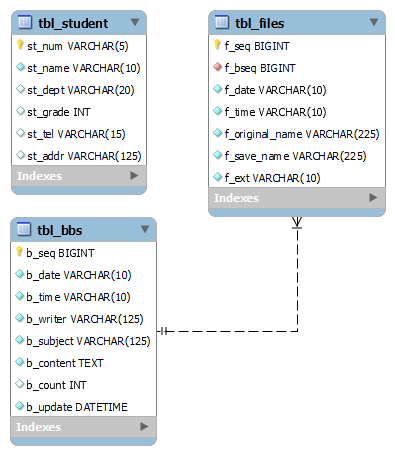 tbl_student
st_num VARCHAR(5)
st_name VARCHAR(10)
st_dept VARCHAR(20)
st_grade INT
st_tel VARCHAR(15)
st_addr VARCHAR(125)
Indexes
tbl_files
f_seq BIGINT
f_bseq BIGINT
f_date VARCHAR(10)
f_time VARCHAR(10)
f_original_name VARCHAR(225)
f_save_name VARCHAR(225)
f_ext VARCHAR(10)
Indexes
tbl_bbs
b_seq BIGINT
b_date VARCHAR(10)
b_time VARCHAR(10)
b_writer VARCHAR(125)
b_subject VARCHAR(125)
b_content TEXT
b_count INT
b_update DATETIME
Indexes